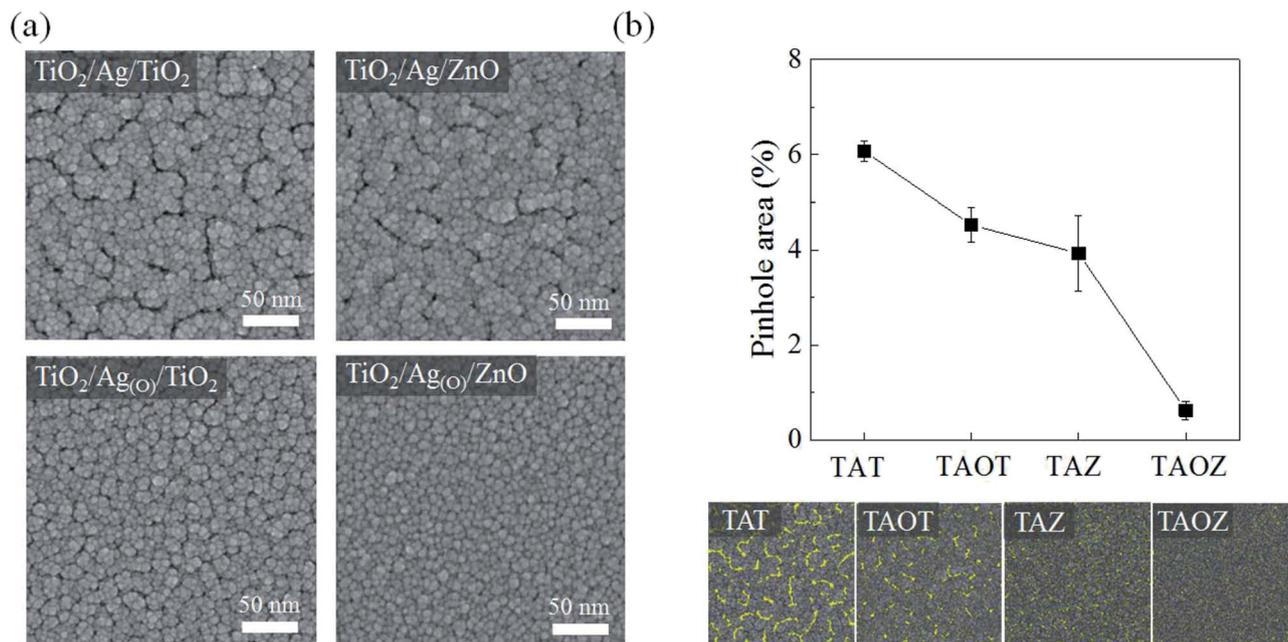 (a)
TiO₂/Ag/TiO₂
50 nm
TiO₂/Ag/ZnO
50 nm
TiO₂/Ag₍O₎/TiO₂
50 nm
TiO₂/Ag₍O₎/ZnO
50 nm
(b)
Pinhole area (%)
8
6
4
2
0
TAT TAOT TAZ TAOZ
TAT TAOT TAZ TAOZ